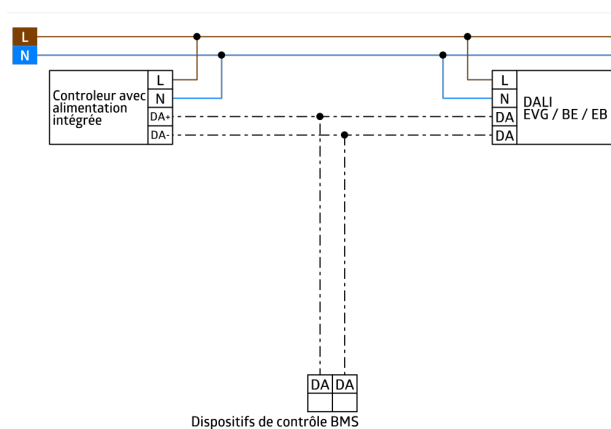 L
N
Controleur avec
alimentation
intégrée
L
N
DA+
DA-
L
N
DA
DA
DALI
EVG / BE / EB
DA DA
Dispositifs de contrôle BMS